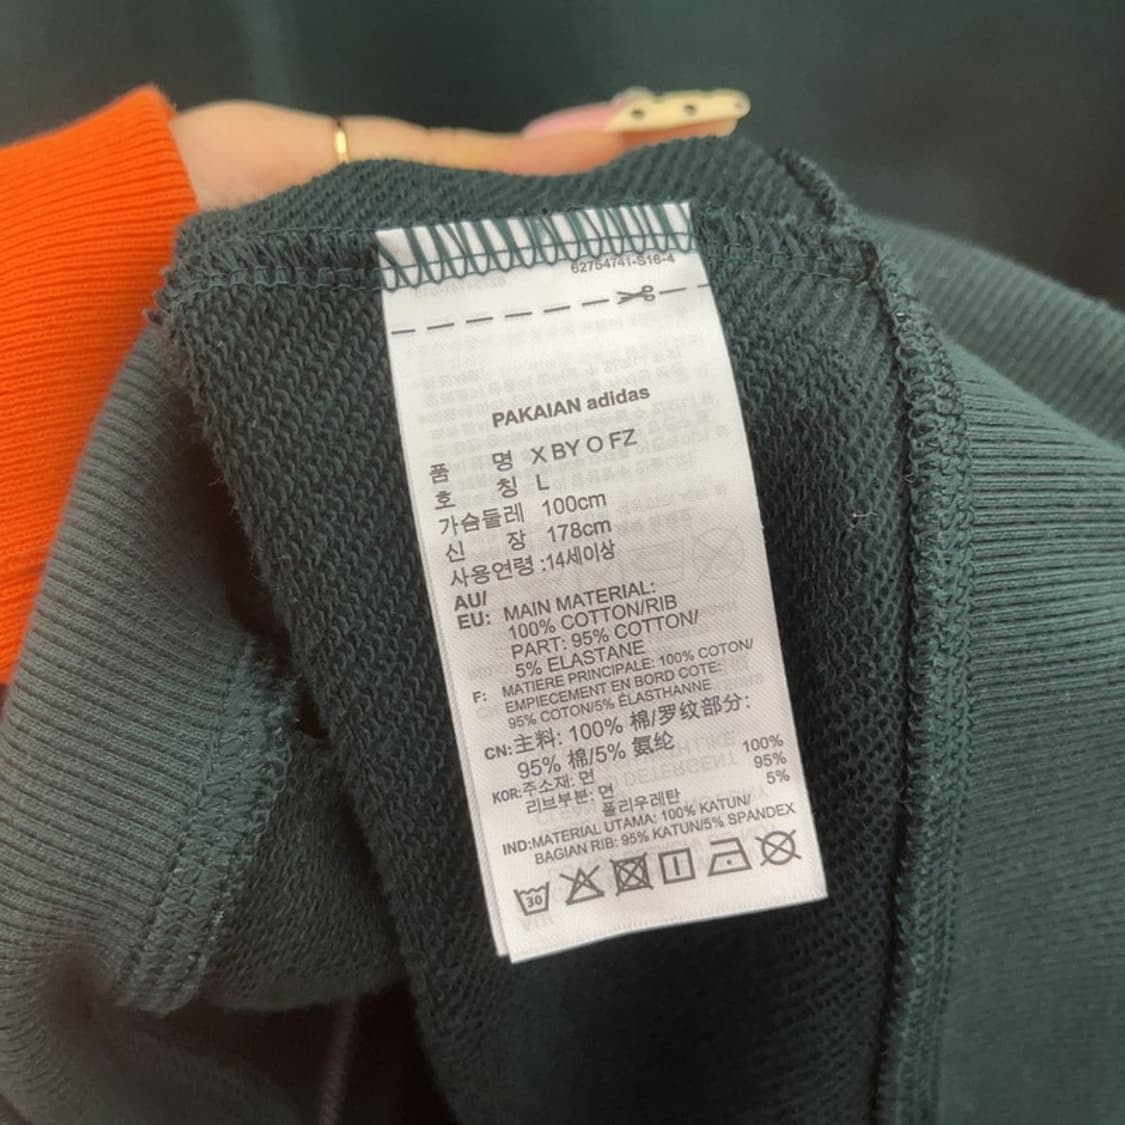 62754741-S16-4
PAKAIAN adidas
품 명 X BY O FZ
호 칭 L
가슴둘레 100cm
신 장 178cm
사용연령 :14세이상
AU/
EU: MAIN MATERIAL:
100% COTTON/RIB
PART: 95% COTTON/
5% ELASTANE
F: MATIERE PRINCIPALE: 100% COTON/
EMPIECEMENT EN BORD COTE:
95% COTON/5% ÉLASTHANNE
CN: 主料: 100% 棉/罗纹部分:
95% 棉/5% 氨纶
KOR:주소재: 면 100%
리브부분: 면 95%
폴리우레탄 5%
IND:MATERIAL UTAMA: 100% KATUN/
BAGIAN RIB: 95% KATUN/5% SPANDEX
30